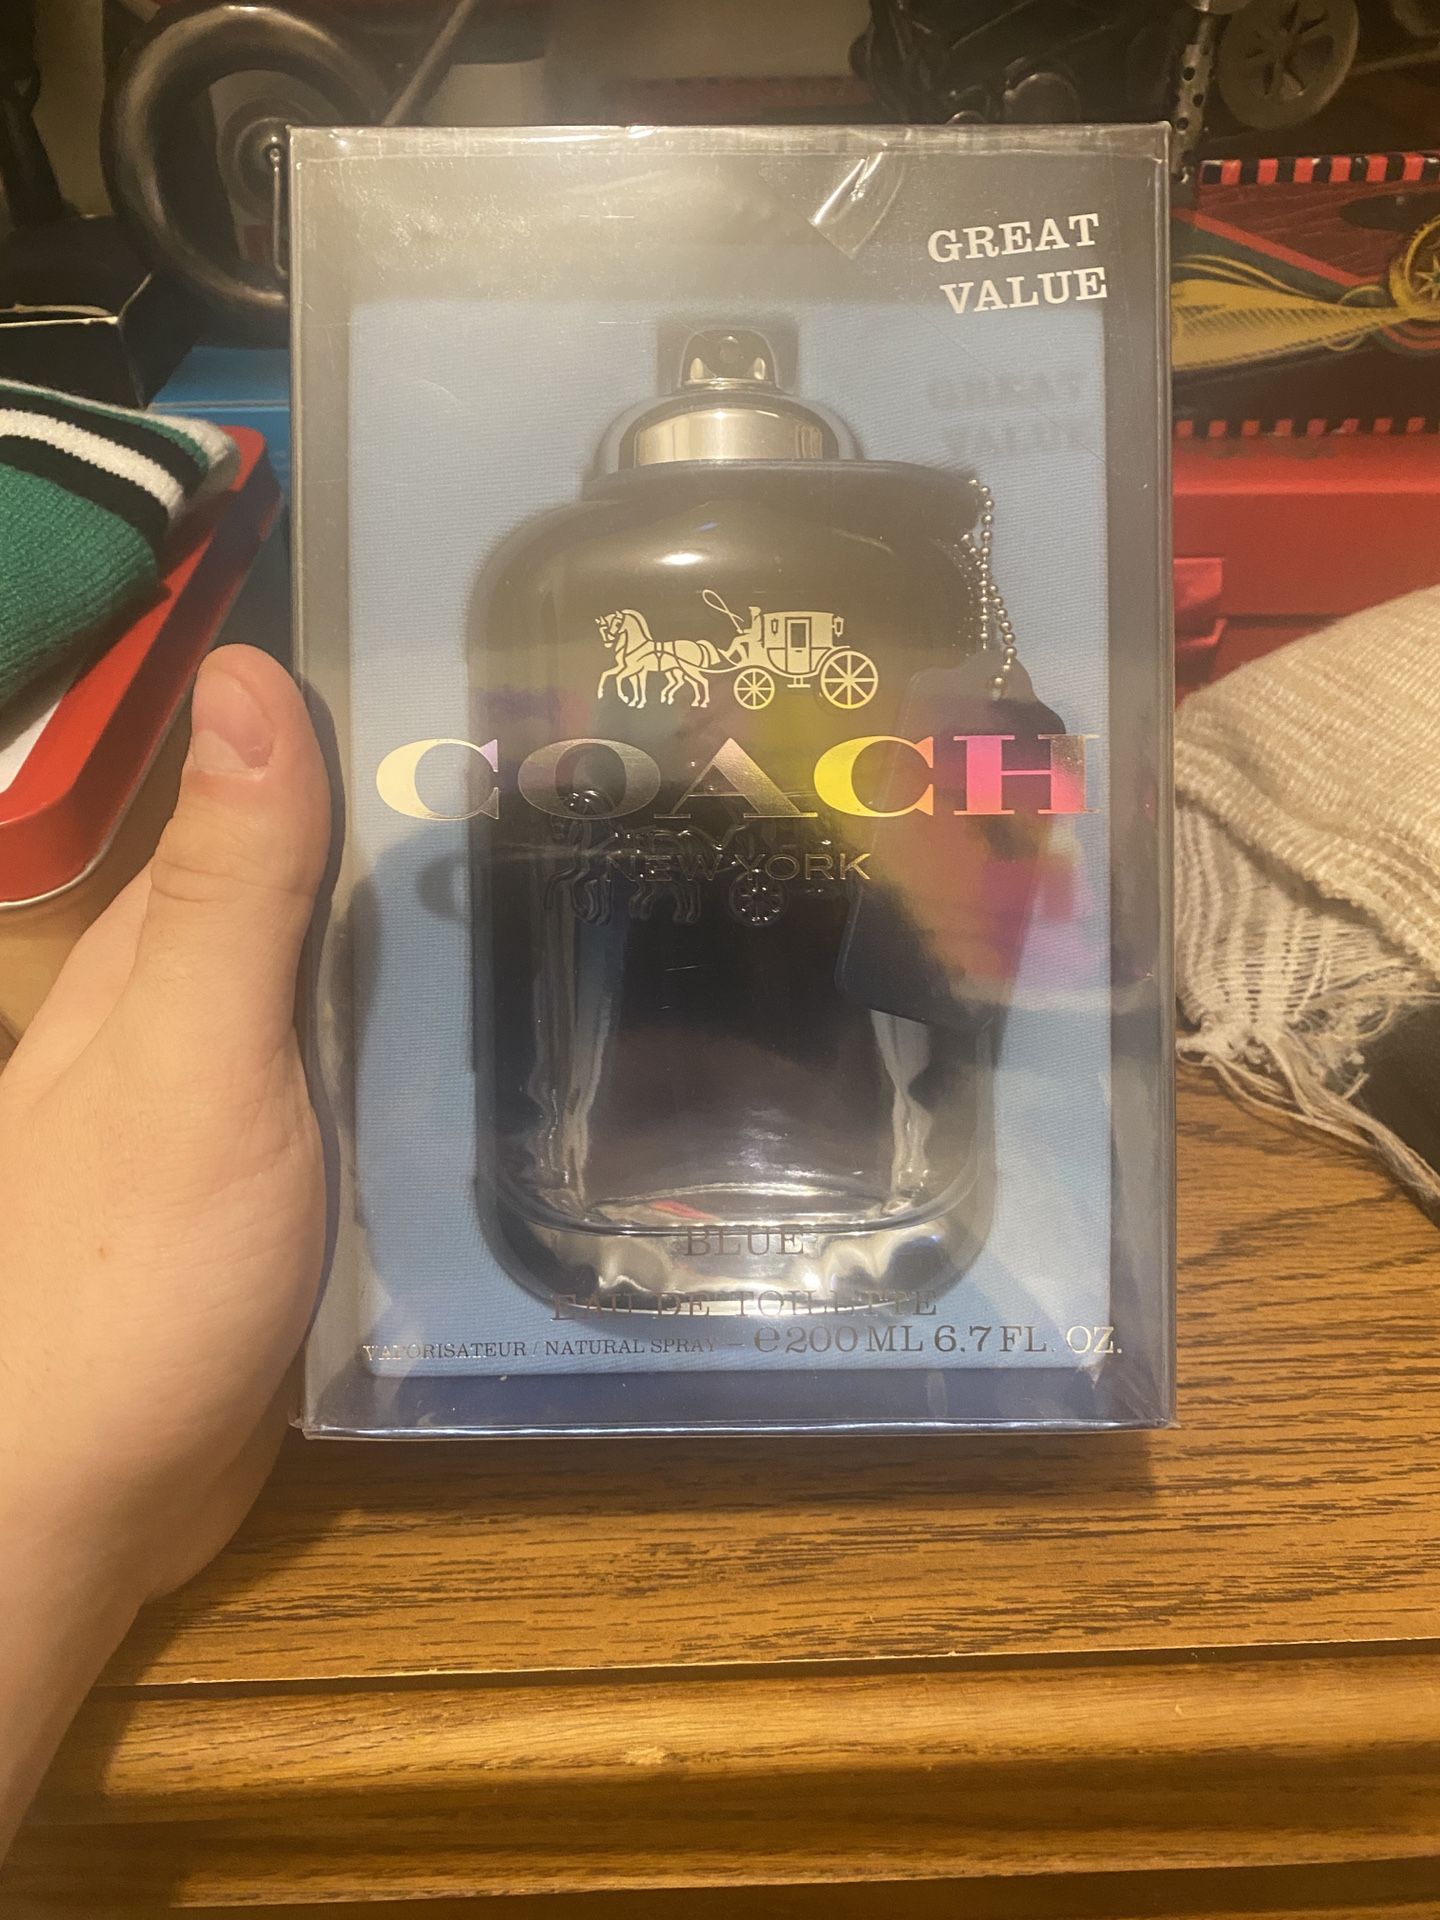 GREAT
VALUE
COACH
NEW YORK
BLUE
EAU DE TOILETTE
VAPORISATEUR / NATURAL SPRAY – e 200 ML 6.7 FL. OZ.